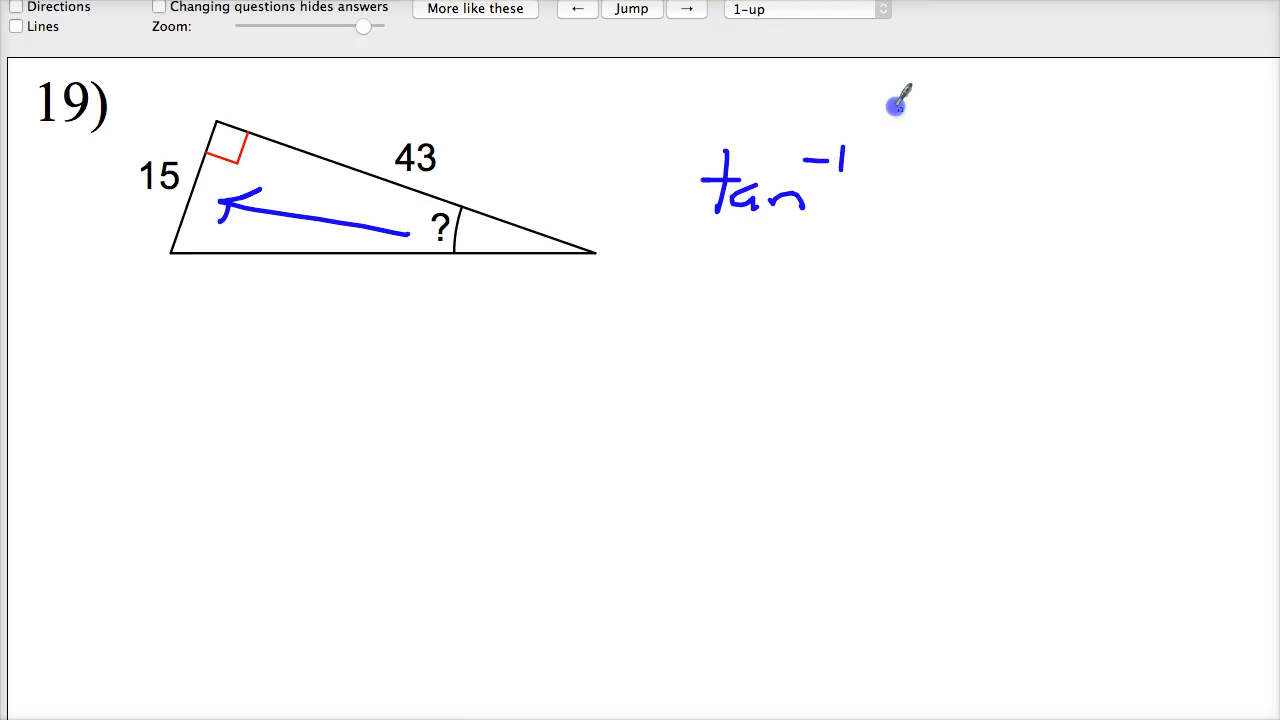 Directions
Changing questions hides answers
More like these
←
Jump
→
1-up
Lines
Zoom:
19)
15
43
?
tan⁻¹